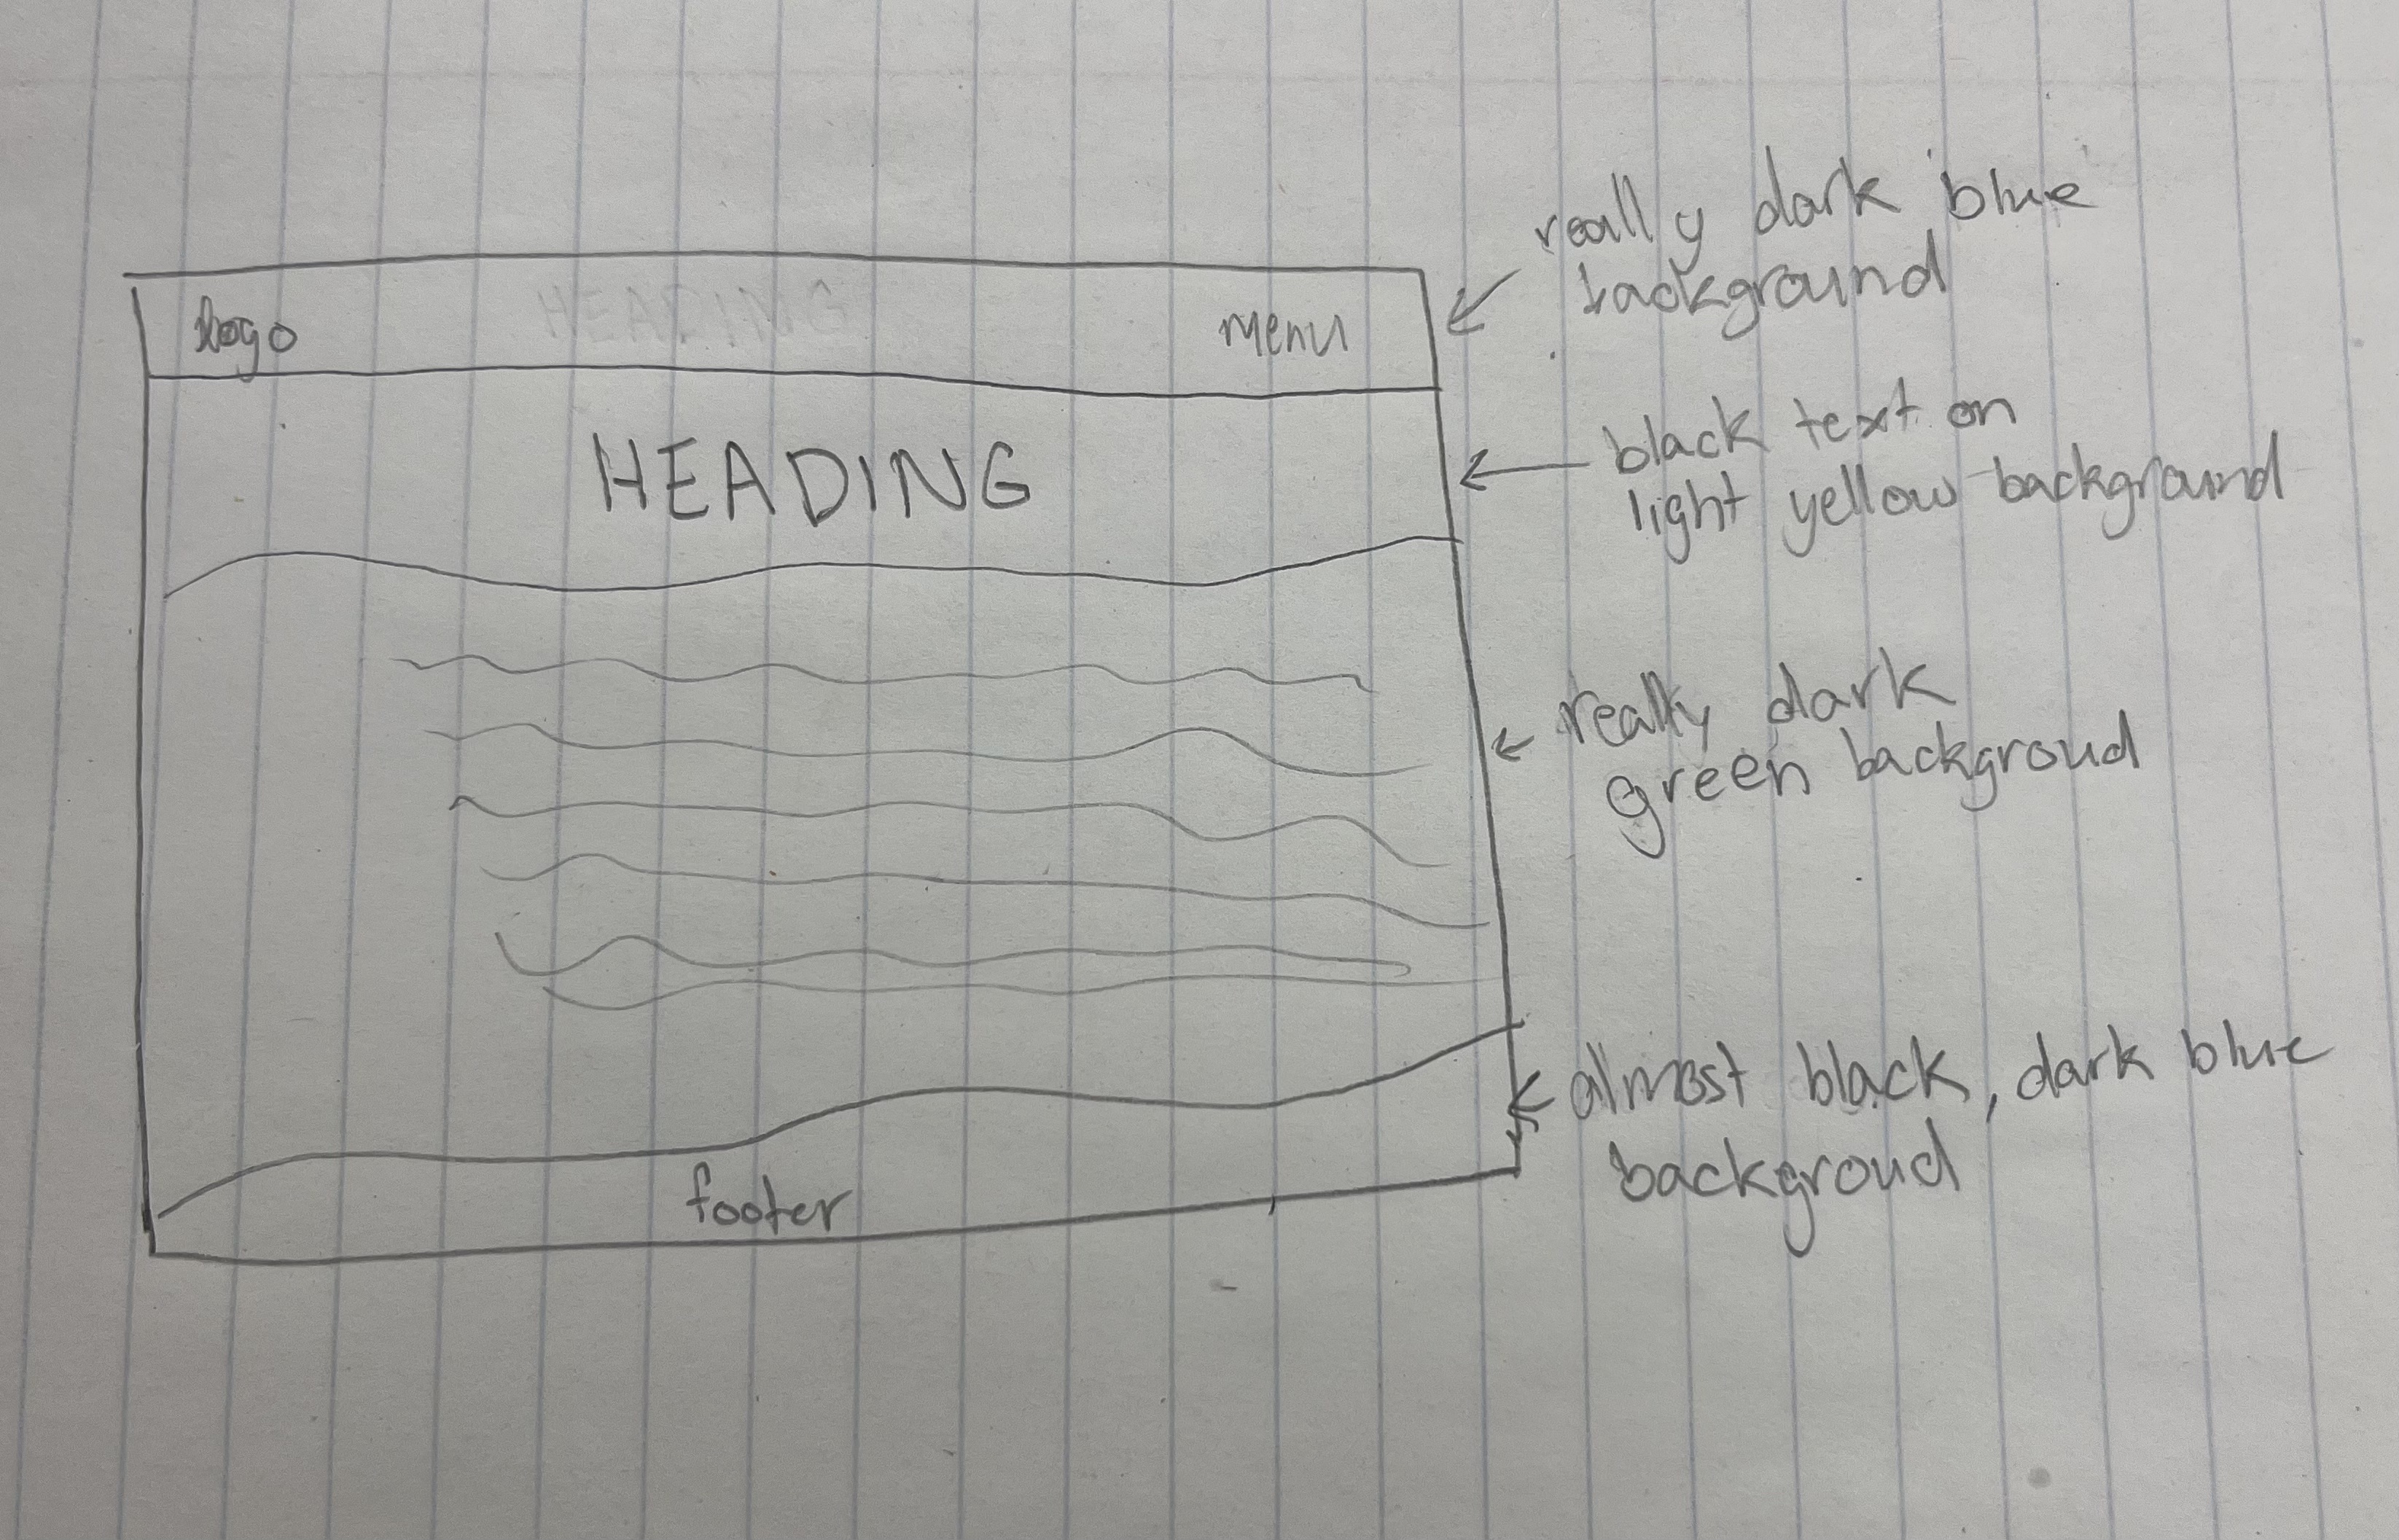 logo
HEADING
menu
HEADING
footer
really dark blue
background
black text on
light yellow background
really dark
green backgroud
almost black, dark blue
backgroud